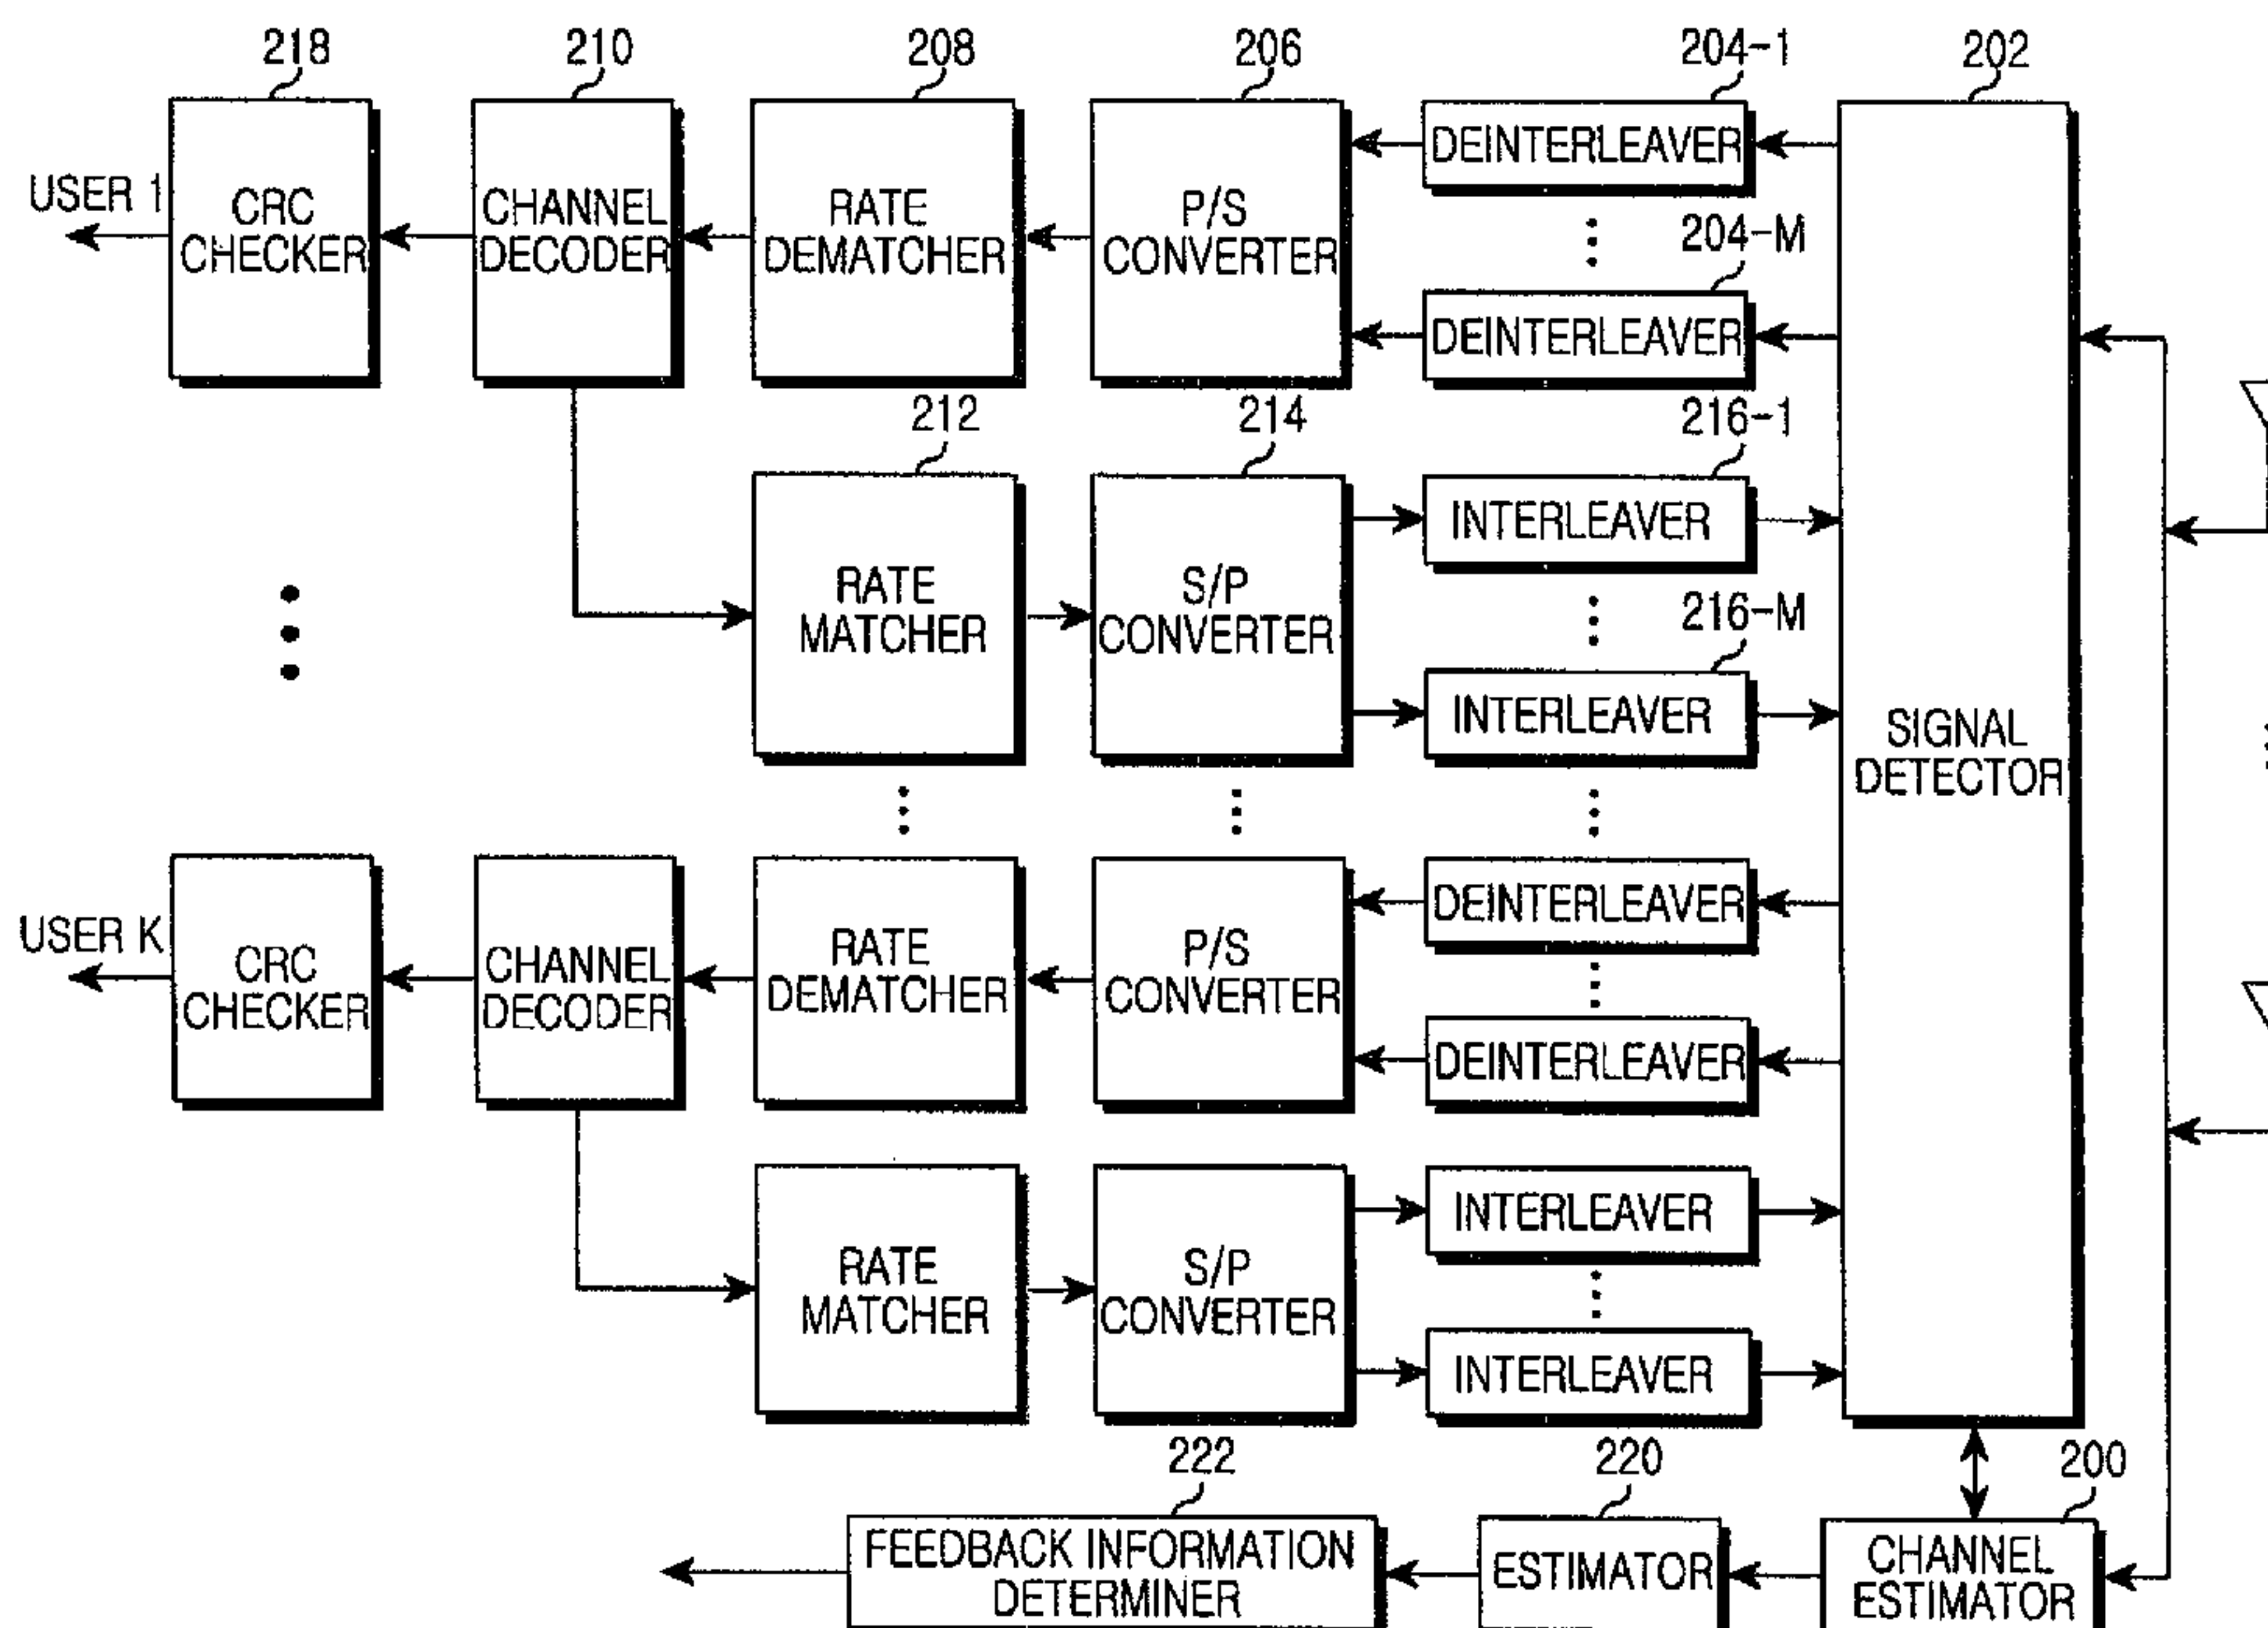 218 210 208 206 204-1 202
DEINTERLEAVER
USER 1
CRC
CHECKER
CHANNEL
DECODER
RATE
DEMATCHER
P/S
CONVERTER
204-M
DEINTERLEAVER
212 214 216-1
INTERLEAVER
RATE
MATCHER
S/P
CONVERTER
216-M
INTERLEAVER
SIGNAL
DETECTOR
DEINTERLEAVER
USER K
CRC
CHECKER
CHANNEL
DECODER
RATE
DEMATCHER
P/S
CONVERTER
DEINTERLEAVER
INTERLEAVER
RATE
MATCHER
S/P
CONVERTER
INTERLEAVER
222 220 200
FEEDBACK INFORMATION
DETERMINER
ESTIMATOR
CHANNEL
ESTIMATOR